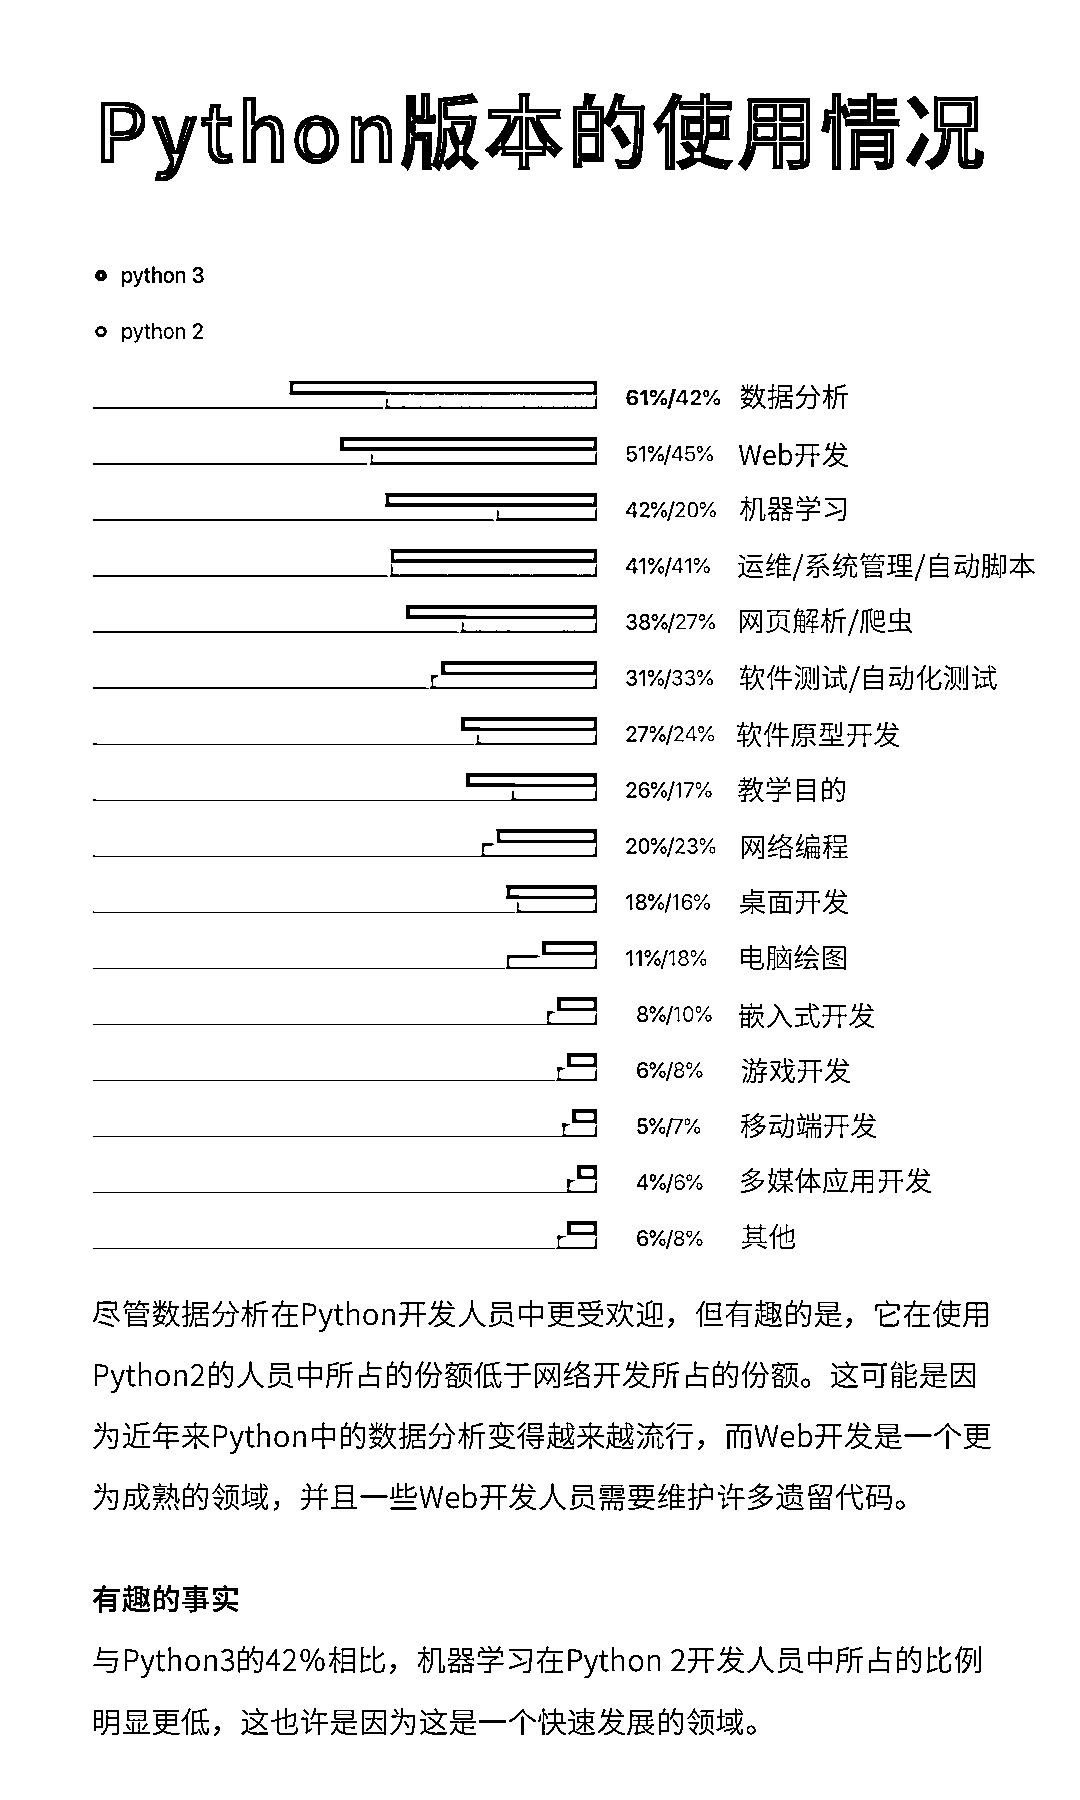 Python版本的使用情况
python 3
python 2
61%/42% 数据分析
51%/45% Web开发
42%/20% 机器学习
41%/41% 运维/系统管理/自动脚本
38%/27% 网页解析/爬虫
31%/33% 软件测试/自动化测试
27%/24% 软件原型开发
26%/17% 教学目的
20%/23% 网络编程
18%/16% 桌面开发
11%/18% 电脑绘图
8%/10% 嵌入式开发
6%/8% 游戏开发
5%/7% 移动端开发
4%/6% 多媒体应用开发
6%/8% 其他
尽管数据分析在Python开发人员中更受欢迎，但有趣的是，它在使用
Python2的人员中所占的份额低于网络开发所占的份额。这可能是因
为近年来Python中的数据分析变得越来越流行，而Web开发是一个更
为成熟的领域，并且一些Web开发人员需要维护许多遗留代码。
有趣的事实
与Python3的42%相比，机器学习在Python 2开发人员中所占的比例
明显更低，这也许是因为这是一个快速发展的领域。